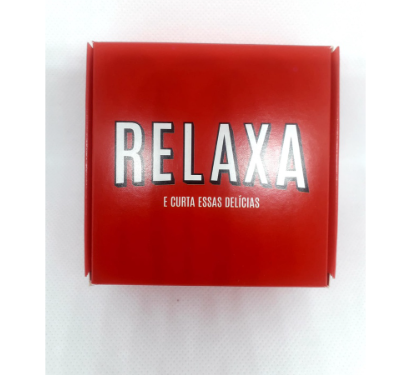 RELAXA
E CURTA ESSAS DELÍCIAS